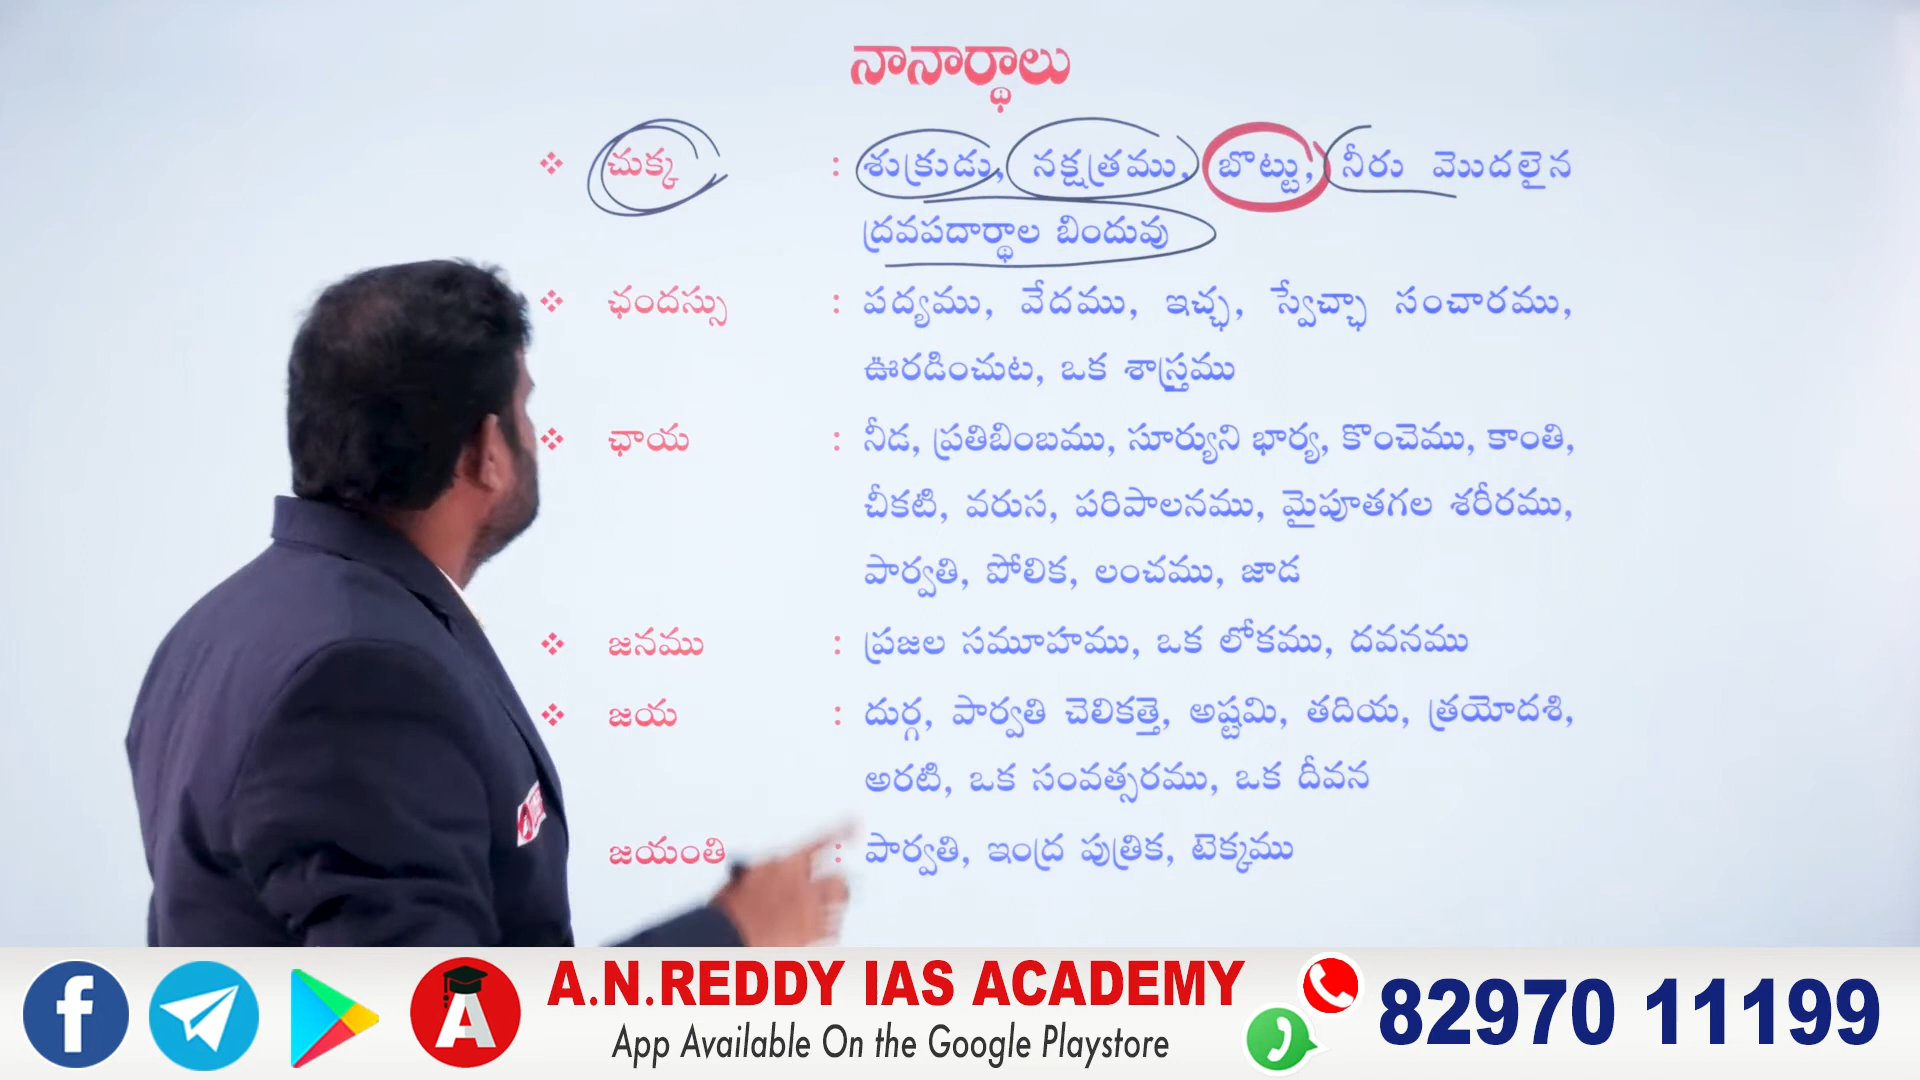 నానార్థాలు
❖ చుక్క : శుక్రుడు, నక్షత్రము, బొట్టు, నీరు మొదలైన
ద్రవపదార్థాల బిందువు
❖ ఛందస్సు : పద్యము, వేదము, ఇచ్ఛ, స్వేచ్ఛా సంచారము,
ఊరడించుట, ఒక శాస్త్రము
❖ ఛాయ : నీడ, ప్రతిబింబము, సూర్యుని భార్య, కొంచెము, కాంతి,
చీకటి, వరుస, పరిపాలనము, మైపూతగల శరీరము,
పార్వతి, పోలిక, లంచము, జాడ
❖ జనము : ప్రజల సమూహము, ఒక లోకము, దవనము
❖ జయ : దుర్గ, పార్వతి చెలికత్తె, అష్టమి, తదియ, త్రయోదశి,
అరటి, ఒక సంవత్సరము, ఒక దీవన
జయంతి : పార్వతి, ఇంద్ర పుత్రిక, టెక్కము
A.N.REDDY IAS ACADEMY
App Available On the Google Playstore
82970 11199